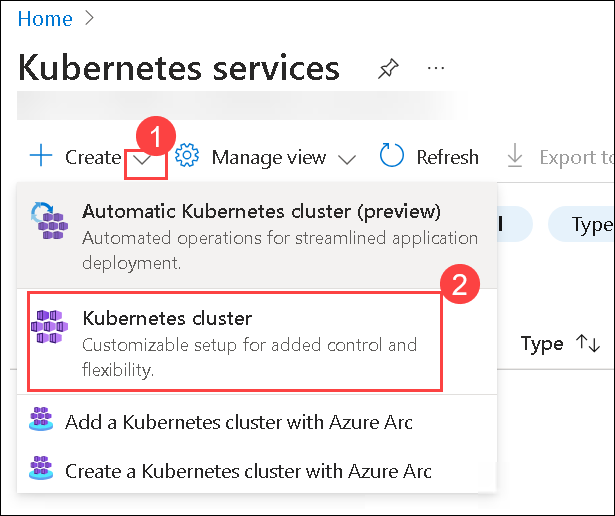 Home
Kubernetes services
1
Create Manage view Refresh Export to
Automatic Kubernetes cluster (preview)
Automated operations for streamlined application
deployment.
l
Type
2
Kubernetes cluster
Customizable setup for added control and
flexibility.
Type
Add a Kubernetes cluster with Azure Arc
Create a Kubernetes cluster with Azure Arc